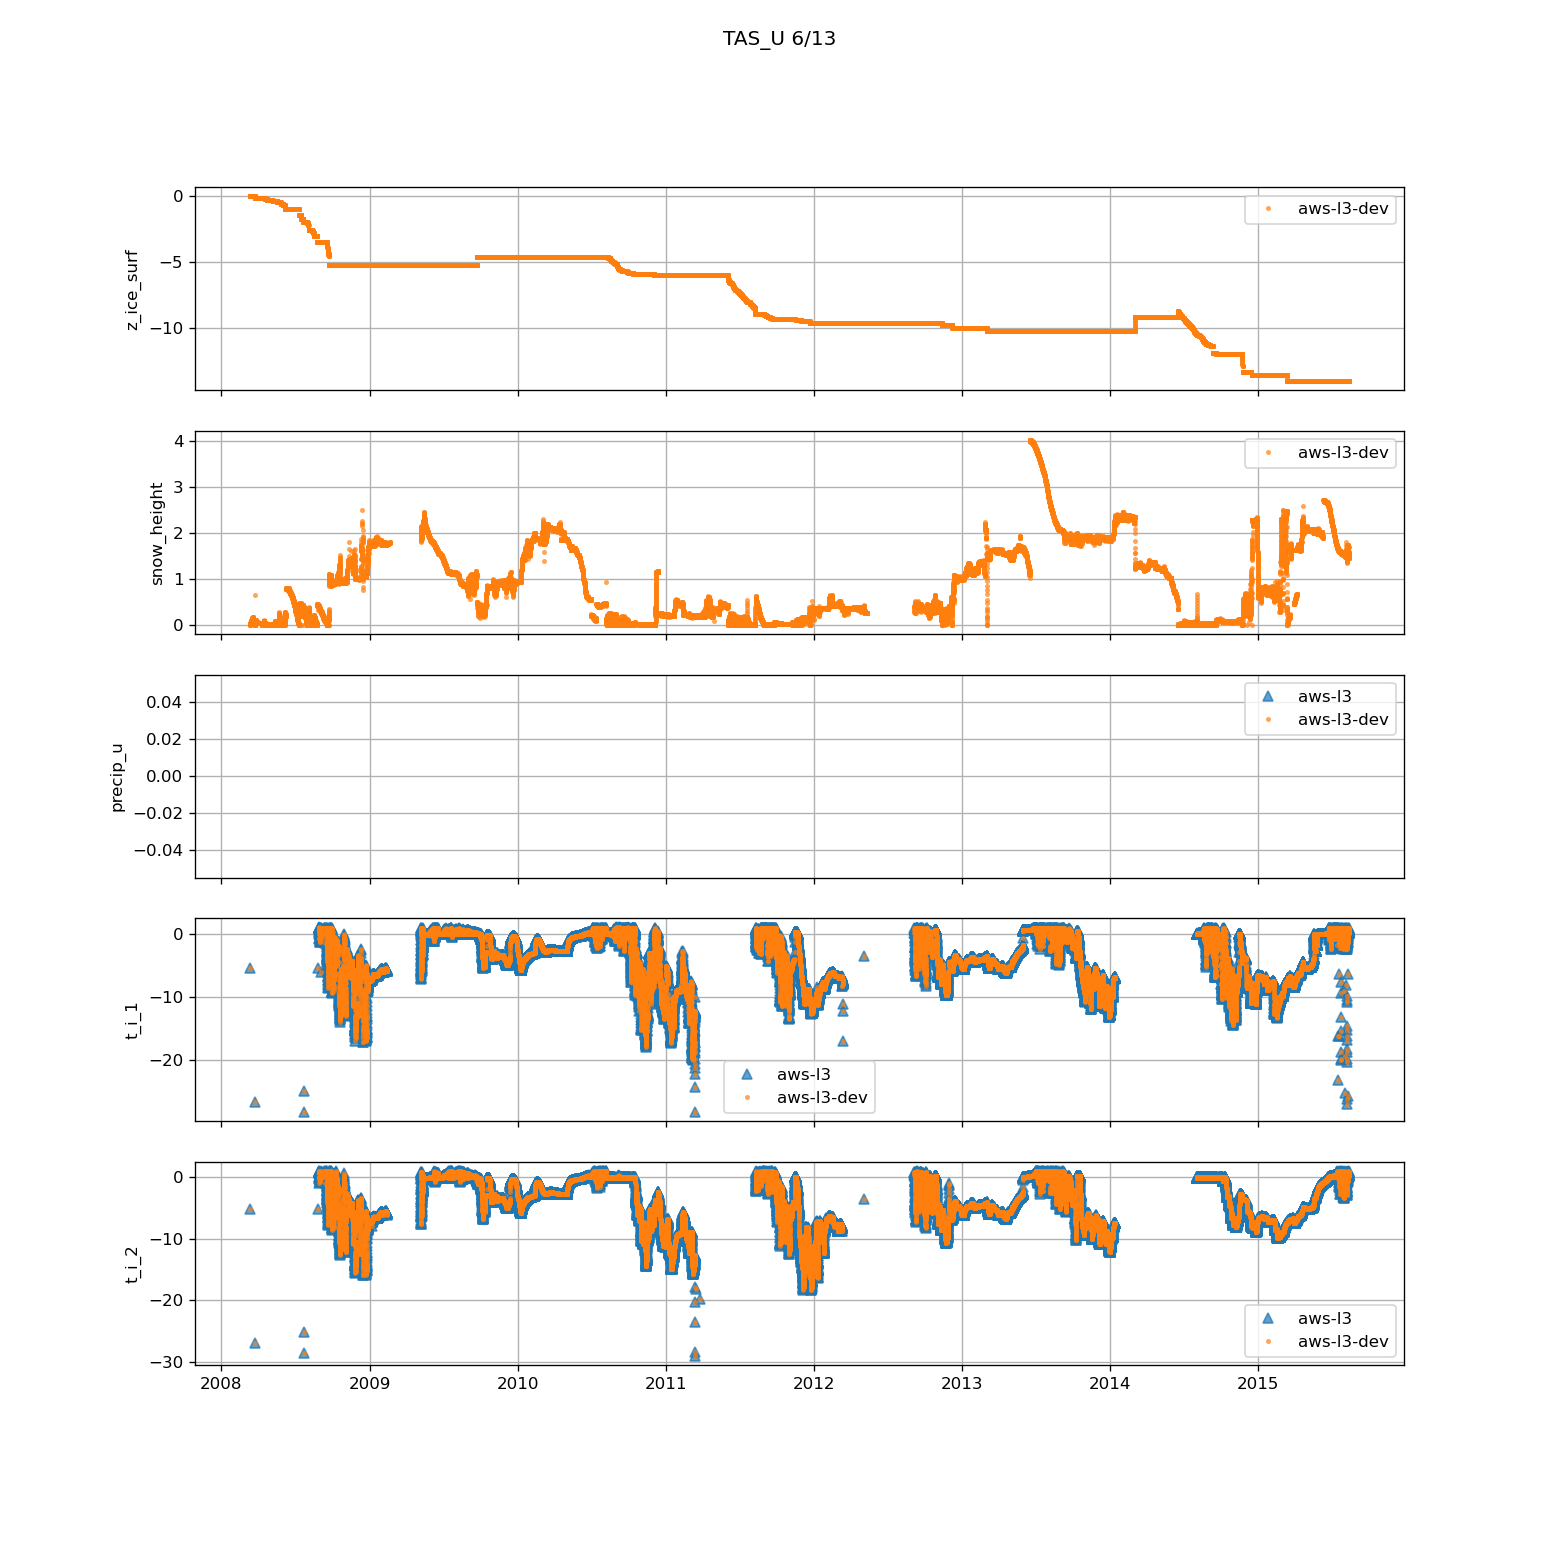 TAS_U 6/13
z_ice_surf
0
−5
−10
aws-l3-dev
snow_height
4
3
2
1
0
aws-l3-dev
precip_u
0.04
0.02
0.00
−0.02
−0.04
aws-l3
aws-l3-dev
t_i_1
0
−10
−20
aws-l3
aws-l3-dev
t_i_2
0
−10
−20
−30
aws-l3
aws-l3-dev
2008 2009 2010 2011 2012 2013 2014 2015